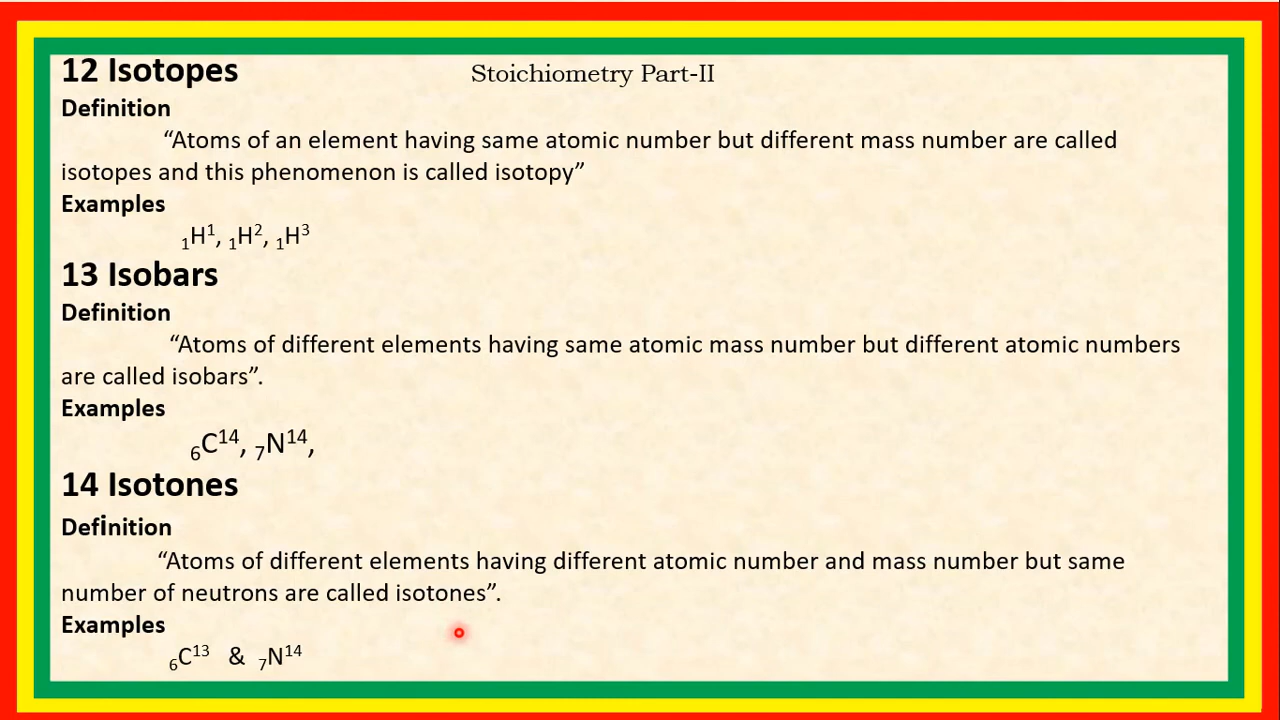 12 Isotopes
Stoichiometry Part-II
Definition
“Atoms of an element having same atomic number but different mass number are called
isotopes and this phenomenon is called isotopy”
Examples
₁H¹, ₁H², ₁H³
13 Isobars
Definition
“Atoms of different elements having same atomic mass number but different atomic numbers
are called isobars”.
Examples
₆C¹⁴, ₇N¹⁴,
14 Isotones
Definition
“Atoms of different elements having different atomic number and mass number but same
number of neutrons are called isotones”.
Examples
₆C¹³ & ₇N¹⁴